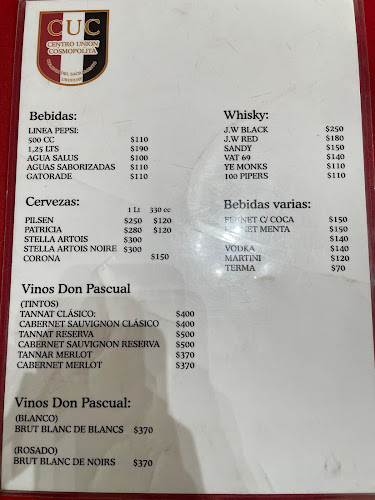 CUC
CENTRO UNION
COSMOPOLITA
URUGUAY
Bebidas:
LINEA PEPSI:
500 CC $110
1,25 LTS $190
AGUA SALUS $100
AGUAS SABORIZADAS $110
GATORADE $110
Cervezas:
1 Lt 330 cc
PILSEN $250 $120
PATRICIA $280 $120
STELLA ARTOIS $300
STELLA ARTOIS NOIRE $300
CORONA $150
Vinos Don Pascual
(TINTOS)
TANNAT CLÁSICO: $400
CABERNET SAUVIGNON CLÁSICO $400
TANNAT RESERVA $500
CABERNET SAUVIGNON RESERVA $500
TANNAR MERLOT $370
CABERNET MERLOT $370
Vinos Don Pascual:
(BLANCO)
BRUT BLANC DE BLANCS $370
(ROSADO)
BRUT BLANC DE NOIRS $370
Whisky:
J.W BLACK $250
J.W RED $180
SANDY $150
VAT 69 $140
YE MONKS $110
100 PIPERS $110
Bebidas varias:
FERNET C/ COCA $150
FERNET MENTA $150
$140
VODKA $140
MARTINI $120
TERMA $70